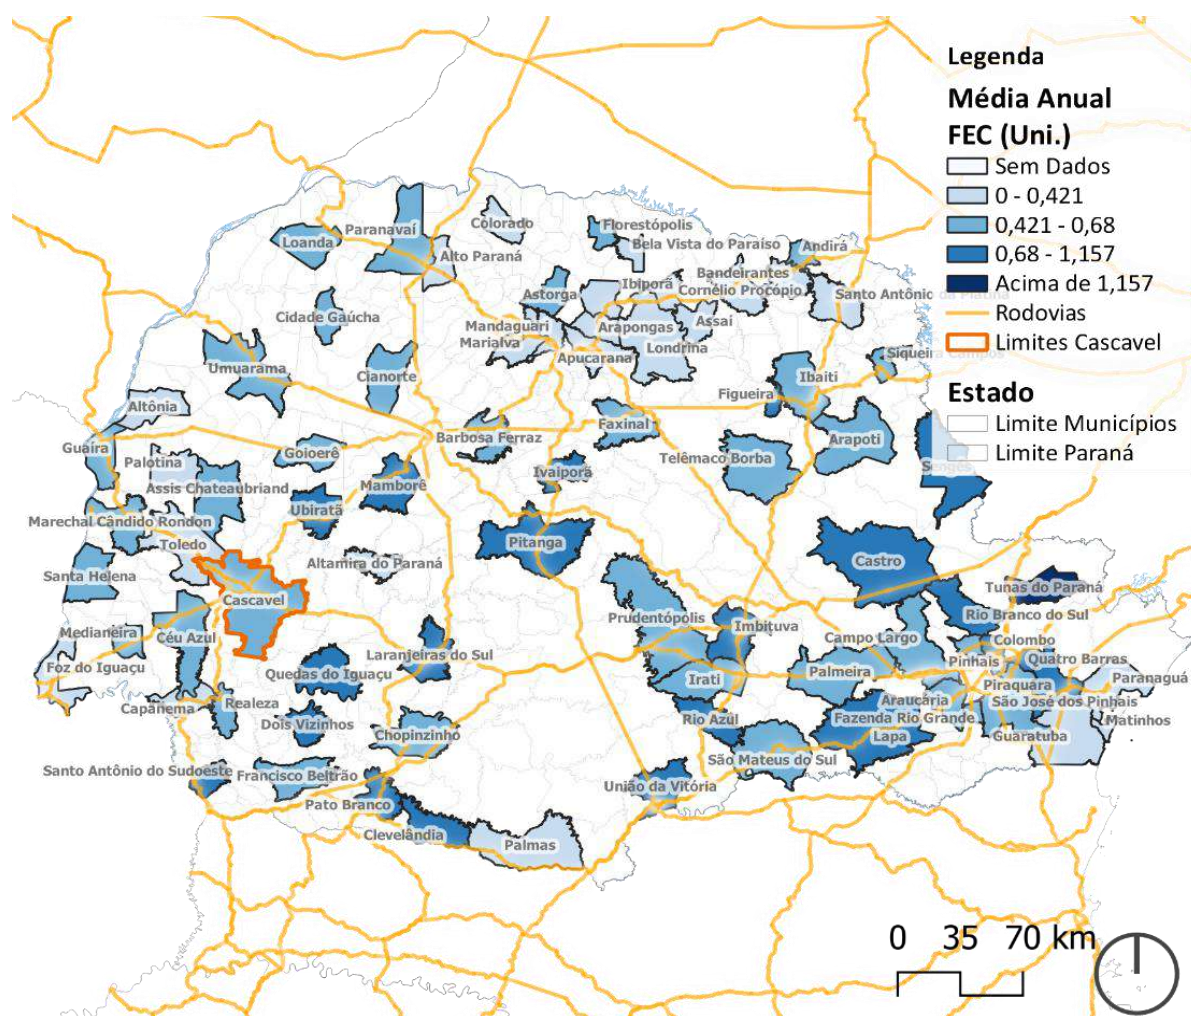 Legenda
Média Anual
FEC (Uni.)
Sem Dados
0 - 0,421
0,421 - 0,68
0,68 - 1,157
Acima de 1,157
Rodovias
Limites Cascavel
Estado
Limite Municípios
Limite Paraná
Colorado
Paranavaí
Loanda
Florestópolis
Bela Vista do Paraíso
Andirá
Alto Paraná
Bandeirantes
Ibiporã
Cornélio Procópio
Astorga
Santo Antônio da Platina
Cidade Gaúcha
Mandaguari
Arapongas
Assaí
Marialva
Londrina
Apucarana
Siqueira Campos
Umuarama
Cianorte
Ibaiti
Figueira
Altônia
Faxinal
Barbosa Ferraz
Arapoti
Guaíra
Goioerê
Telêmaco Borba
Palotina
Ivaiporã
Sengés
Assis Chateaubriand
Mamborê
Ubiratã
Marechal Cândido Rondon
Toledo
Pitanga
Altamira do Paraná
Castro
Santa Helena
Tunas do Paraná
Cascavel
Rio Branco do Sul
Prudentópolis
Imbituva
Medianeira
Céu Azul
Campo Largo
Colombo
Laranjeiras do Sul
Pinhais
Quatro Barras
Foz do Iguaçu
Quedas do Iguaçu
Irati
Palmeira
Paranaguá
Piraquara
Capanema
Realeza
Araucária
São José dos Pinhais
Dois Vizinhos
Rio Azul
Fazenda Rio Grande
Matinhos
Chopinzinho
Lapa
Guaratuba
São Mateus do Sul
Santo Antônio do Sudoeste
Francisco Beltrão
União da Vitória
Pato Branco
Clevelândia
Palmas
0 35 70 km